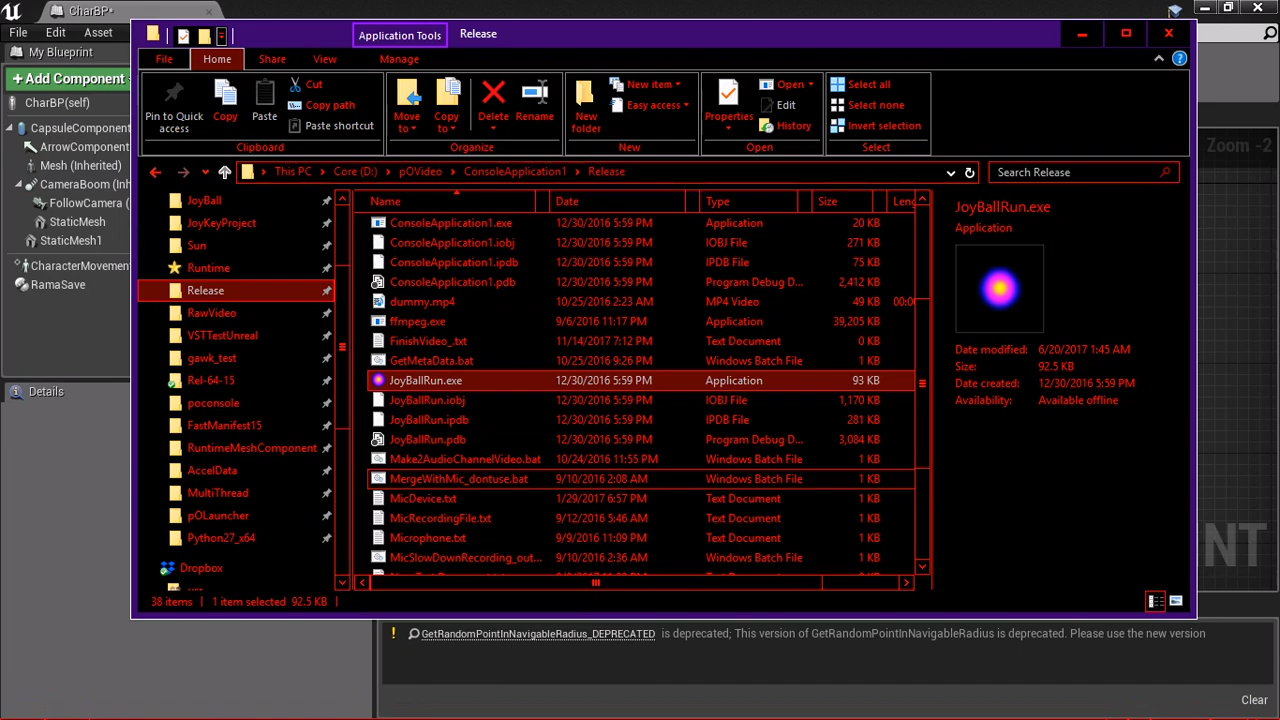 CharBP*
File Edit Asset
My Blueprint
Add Component
CharBP(self)
CapsuleComponent
ArrowComponent
Mesh (Inherited)
CameraBoom (Inh
FollowCamera (
StaticMesh
StaticMesh1
CharacterMovemen
RamaSave
Details
Zoom -2
NT
Application Tools Release
File Home Share View Manage
Pin to Quick access
Copy
Paste
Cut
Copy path
Paste shortcut
Clipboard
Move to
Copy to
Delete
Rename
Organize
New folder
New item
Easy access
New
Properties
Open
Edit
History
Open
Select all
Select none
Invert selection
Select
This PC › Core (D:) › pOVideo › ConsoleApplication1 › Release
Search Release
JoyBall
JoyKeyProject
Sun
Runtime
Release
RawVideo
VSTTestUnreal
gawk_test
Rel-64-15
poconsole
FastManifest15
RuntimeMeshComponent
AccelData
MultiThread
pOLauncher
Python27_x64
Dropbox
Name Date Type Size Leng
ConsoleApplication1.exe 12/30/2016 5:59 PM Application 20 KB
ConsoleApplication1.iobj 12/30/2016 5:59 PM IOBJ File 271 KB
ConsoleApplication1.ipdb 12/30/2016 5:59 PM IPDB File 75 KB
ConsoleApplication1.pdb 12/30/2016 5:59 PM Program Debug D... 2,412 KB
dummy.mp4 10/25/2016 2:23 AM MP4 Video 49 KB 00:0
ffmpeg.exe 9/6/2016 11:17 PM Application 39,205 KB
FinishVideo_.txt 11/14/2017 7:12 PM Text Document 0 KB
GetMetaData.bat 10/25/2016 9:26 PM Windows Batch File 1 KB
JoyBallRun.exe 12/30/2016 5:59 PM Application 93 KB
JoyBallRun.iobj 12/30/2016 5:59 PM IOBJ File 1,170 KB
JoyBallRun.ipdb 12/30/2016 5:59 PM IPDB File 281 KB
JoyBallRun.pdb 12/30/2016 5:59 PM Program Debug D... 3,084 KB
Make2AudioChannelVideo.bat 10/24/2016 11:55 PM Windows Batch File 1 KB
MergeWithMic_dontuse.bat 9/10/2016 2:08 AM Windows Batch File 1 KB
MicDevice.txt 1/29/2017 6:57 PM Text Document 1 KB
MicRecordingFile.txt 9/12/2016 5:46 AM Text Document 1 KB
Microphone.txt 9/9/2016 11:09 PM Text Document 1 KB
MicSlowDownRecording_out... 9/10/2016 2:36 AM Windows Batch File 1 KB
JoyBallRun.exe
Application
Date modified: 6/20/2017 1:45 AM
Size: 92.5 KB
Date created: 12/30/2016 5:59 PM
Availability: Available offline
38 items 1 item selected 92.5 KB
GetRandomPointInNavigableRadius_DEPRECATED is deprecated; This version of GetRandomPointInNavigableRadius is deprecated. Please use the new version
Clear